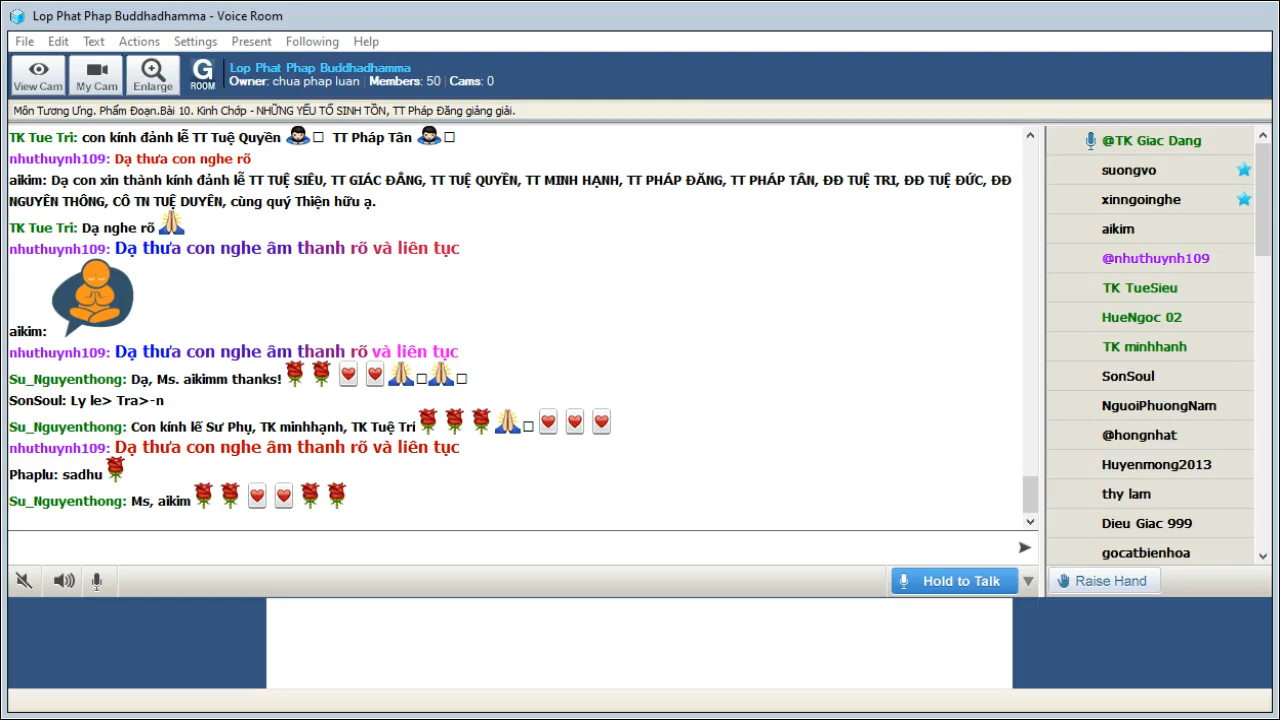 Lop Phat Phap Buddhadhamma - Voice Room
File Edit Text Actions Settings Present Following Help
View Cam My Cam Enlarge G ROOM
Lop Phat Phap Buddhadhamma
Owner: chua phap luan Members: 50 Cams: 0
Môn Tương Ưng. Phẩm Đoạn.Bài 10. Kinh Chớp - NHỮNG YẾU TỐ SINH TỒN, TT Pháp Đăng giảng giải.
TK Tue Tri: con kính đảnh lễ TT Tuệ Quyền TT Pháp Tân
nhuthuynh109: Dạ thưa con nghe rõ
aikim: Dạ con xin thành kính đảnh lễ TT TUỆ SIÊU, TT GIÁC ĐẲNG, TT TUỆ QUYỀN, TT MINH HẠNH, TT PHÁP ĐĂNG, TT PHÁP TÂN, ĐĐ TUỆ TRI, ĐĐ TUỆ ĐỨC, ĐĐ
NGUYÊN THÔNG, CÔ TN TUỆ DUYÊN, cùng quý Thiện hữu ạ.
TK Tue Tri: Dạ nghe rõ
nhuthuynh109: Dạ thưa con nghe âm thanh rõ và liên tục
aikim:
nhuthuynh109: Dạ thưa con nghe âm thanh rõ và liên tục
Su_Nguyenthong: Dạ, Ms. aikimm thanks!
SonSoul: Ly le> Tra>-n
Su_Nguyenthong: Con kính lễ Sư Phụ, TK minhhạnh, TK Tuệ Trí
nhuthuynh109: Dạ thưa con nghe âm thanh rõ và liên tục
Phaplu: sadhu
Su_Nguyenthong: Ms, aikim
@TK Giac Dang
suongvo
xinngoinghe
aikim
@nhuthuynh109
TK TueSieu
HueNgoc 02
TK minhhanh
SonSoul
NguoiPhuongNam
@hongnhat
Huyenmong2013
thy lam
Dieu Giac 999
gocatbienhoa
Hold to Talk
Raise Hand